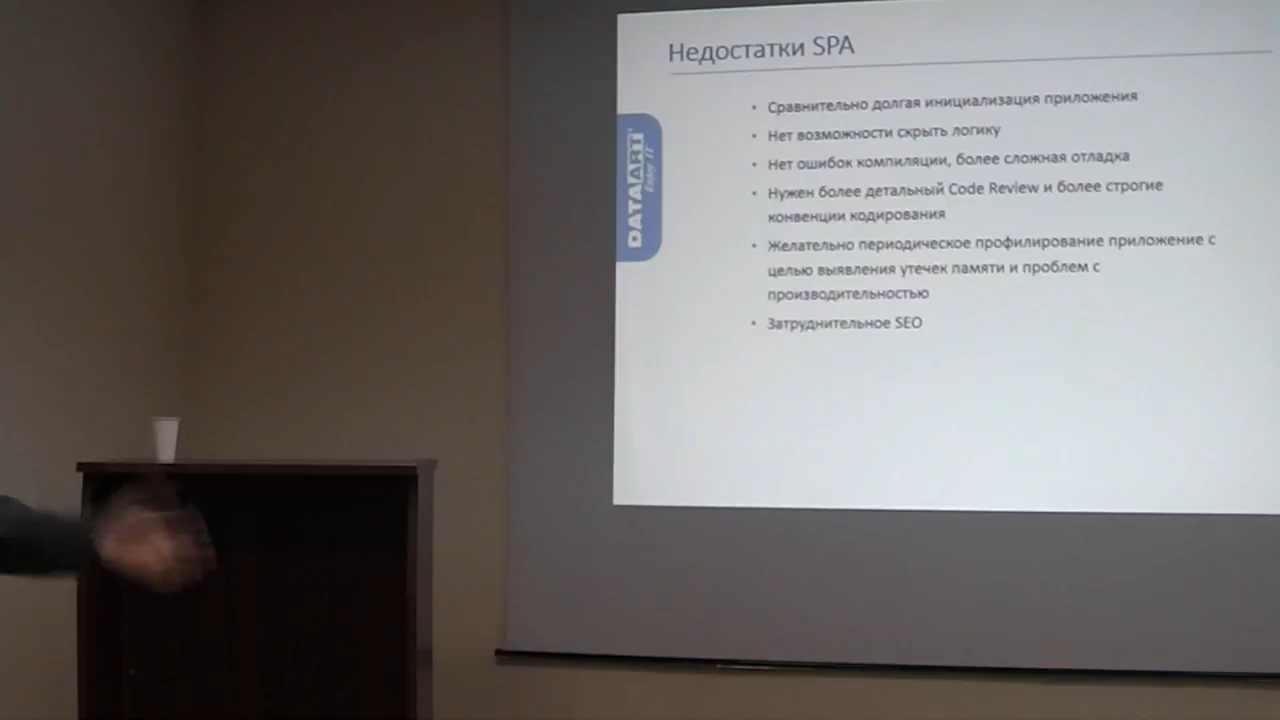 Недостатки SPA
• Сравнительно долгая инициализация приложения
• Нет возможности скрыть логику
• Нет ошибок компиляции, более сложная отладка
• Нужен более детальный Code Review и более строгие
конвенции кодирования
• Желательно периодическое профилирование приложение с
целью выявления утечек памяти и проблем с
производительностью
• Затруднительное SEO
DATAART
Enjoy IT